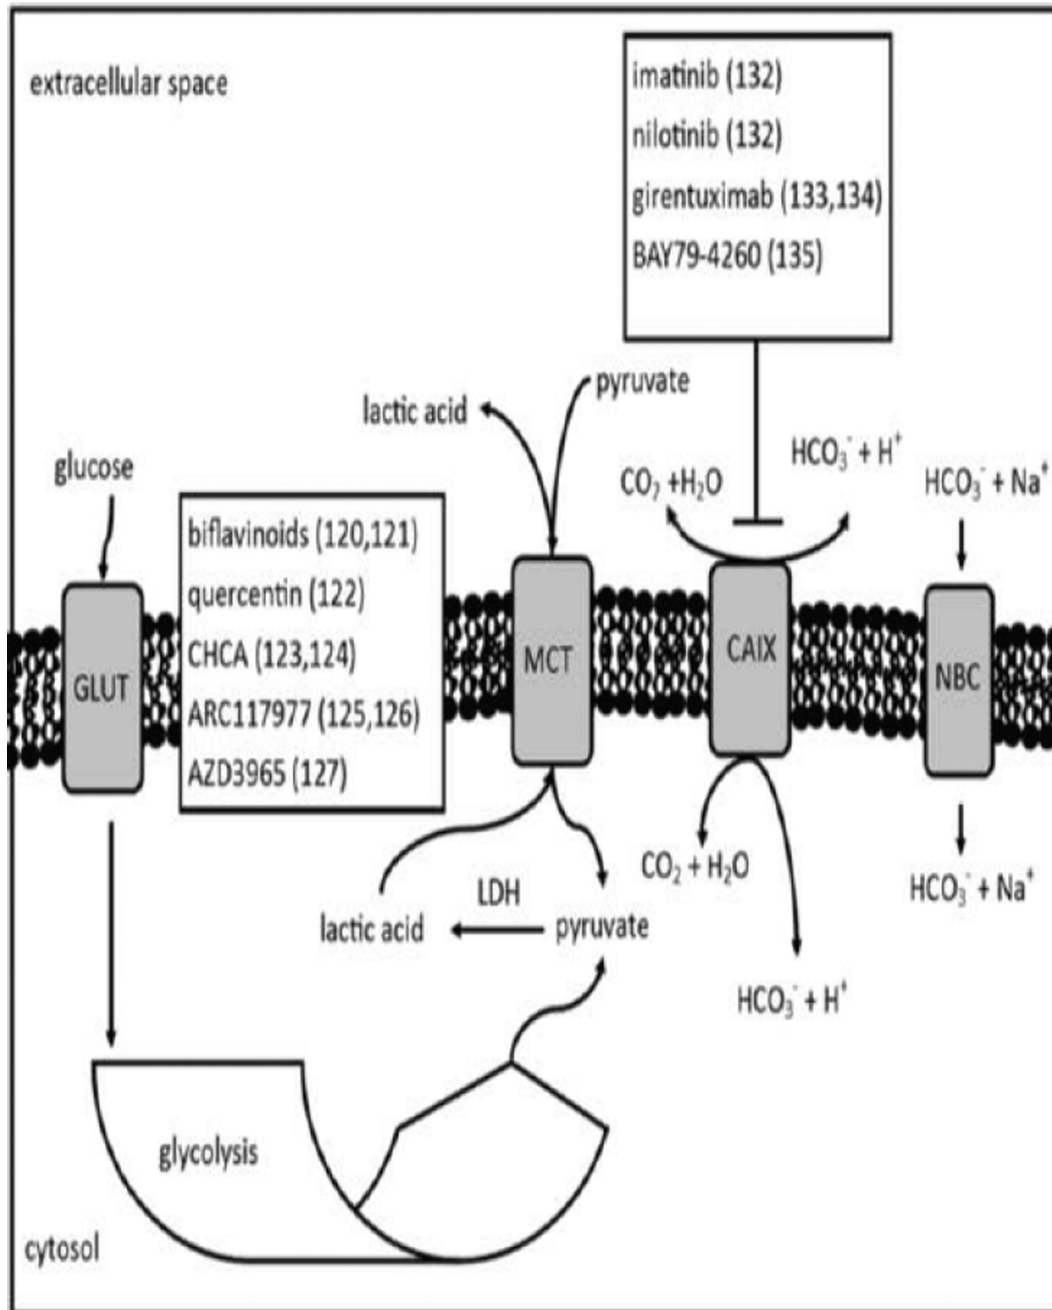 extracellular space
imatinib (132)
nilotinib (132)
girentuximab (133,134)
BAY79-4260 (135)
lactic acid
pyruvate
glucose
CO₂ +H₂O
HCO₃⁻ + H⁺
HCO₃⁻ + Na⁺
biflavinoids (120,121)
quercentin (122)
CHCA (123,124)
ARC117977 (125,126)
AZD3965 (127)
GLUT
MCT
CAIX
NBC
CO₂ + H₂O
HCO₃⁻ + Na⁺
LDH
lactic acid
pyruvate
HCO₃⁻ + H⁺
glycolysis
cytosol